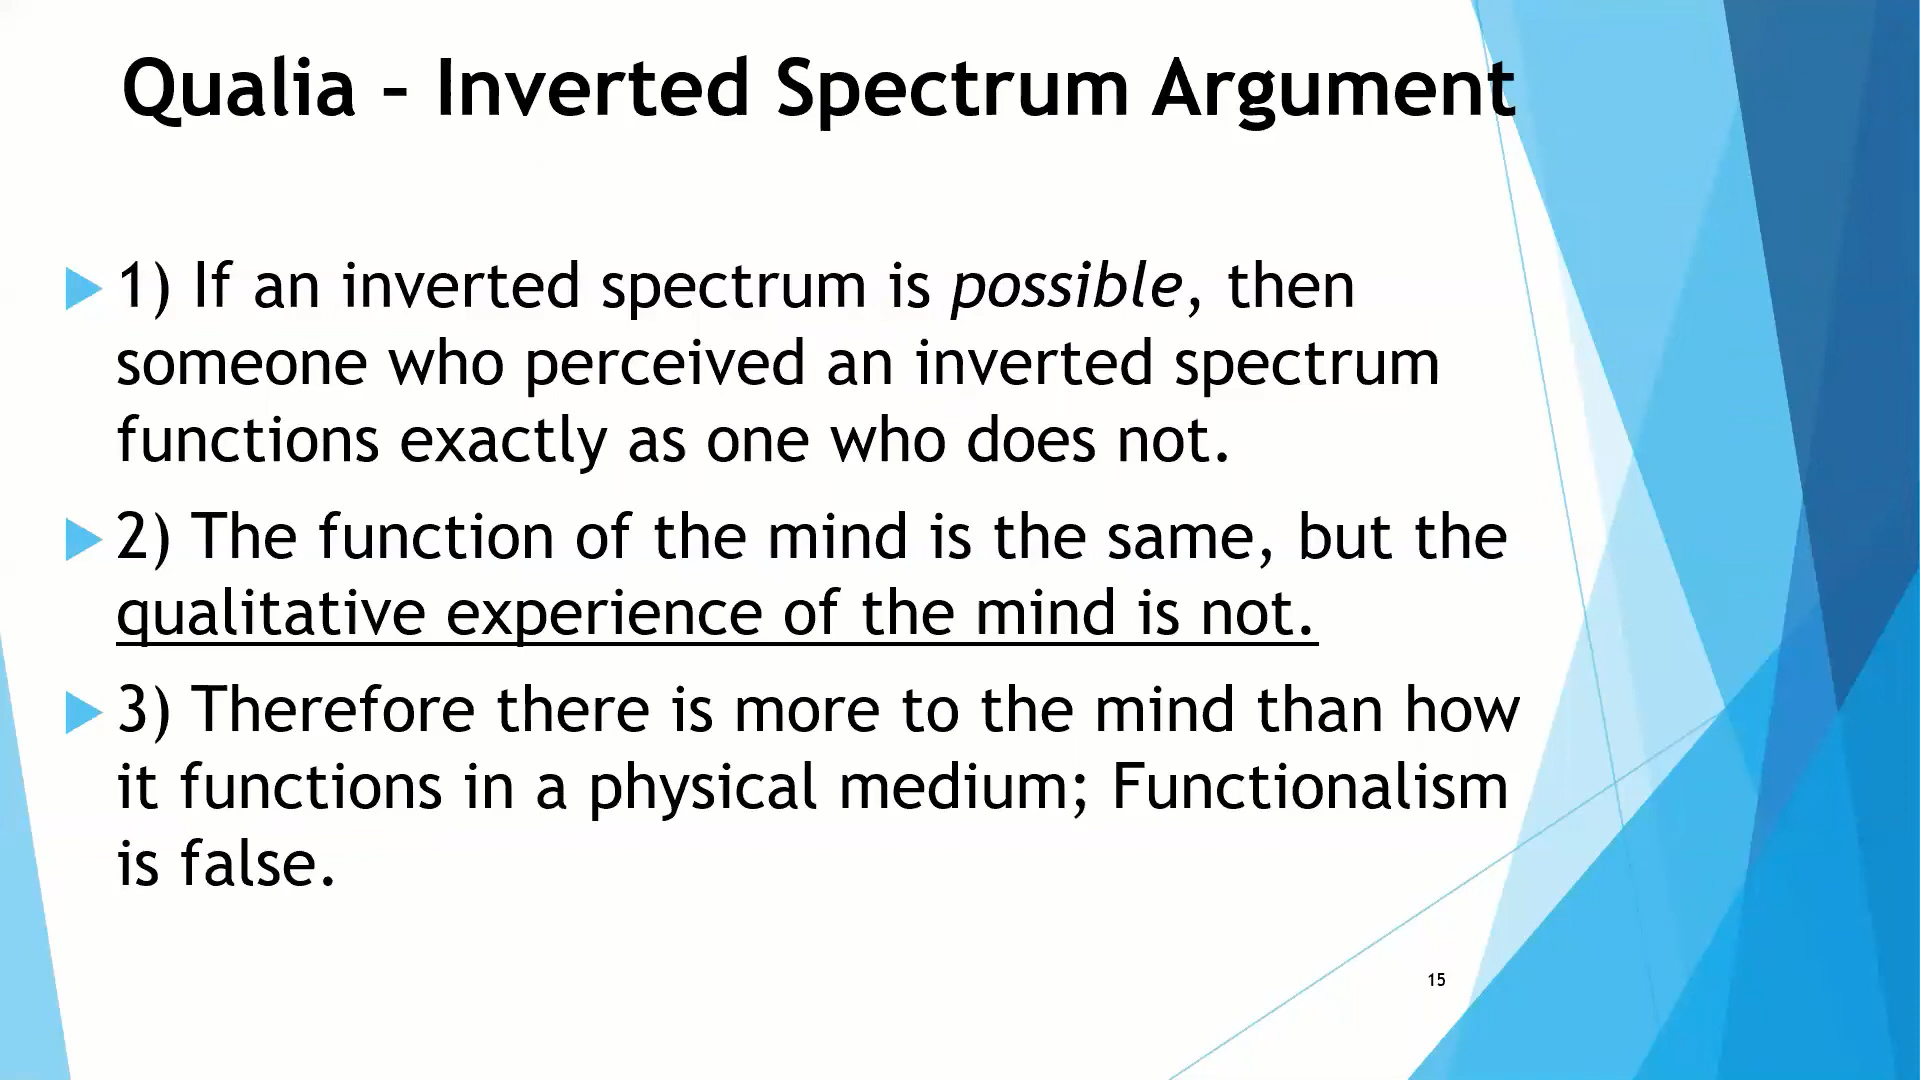 Qualia – Inverted Spectrum Argument
1) If an inverted spectrum is possible, then
someone who perceived an inverted spectrum
functions exactly as one who does not.
2) The function of the mind is the same, but the
qualitative experience of the mind is not.
3) Therefore there is more to the mind than how
it functions in a physical medium; Functionalism
is false.
15